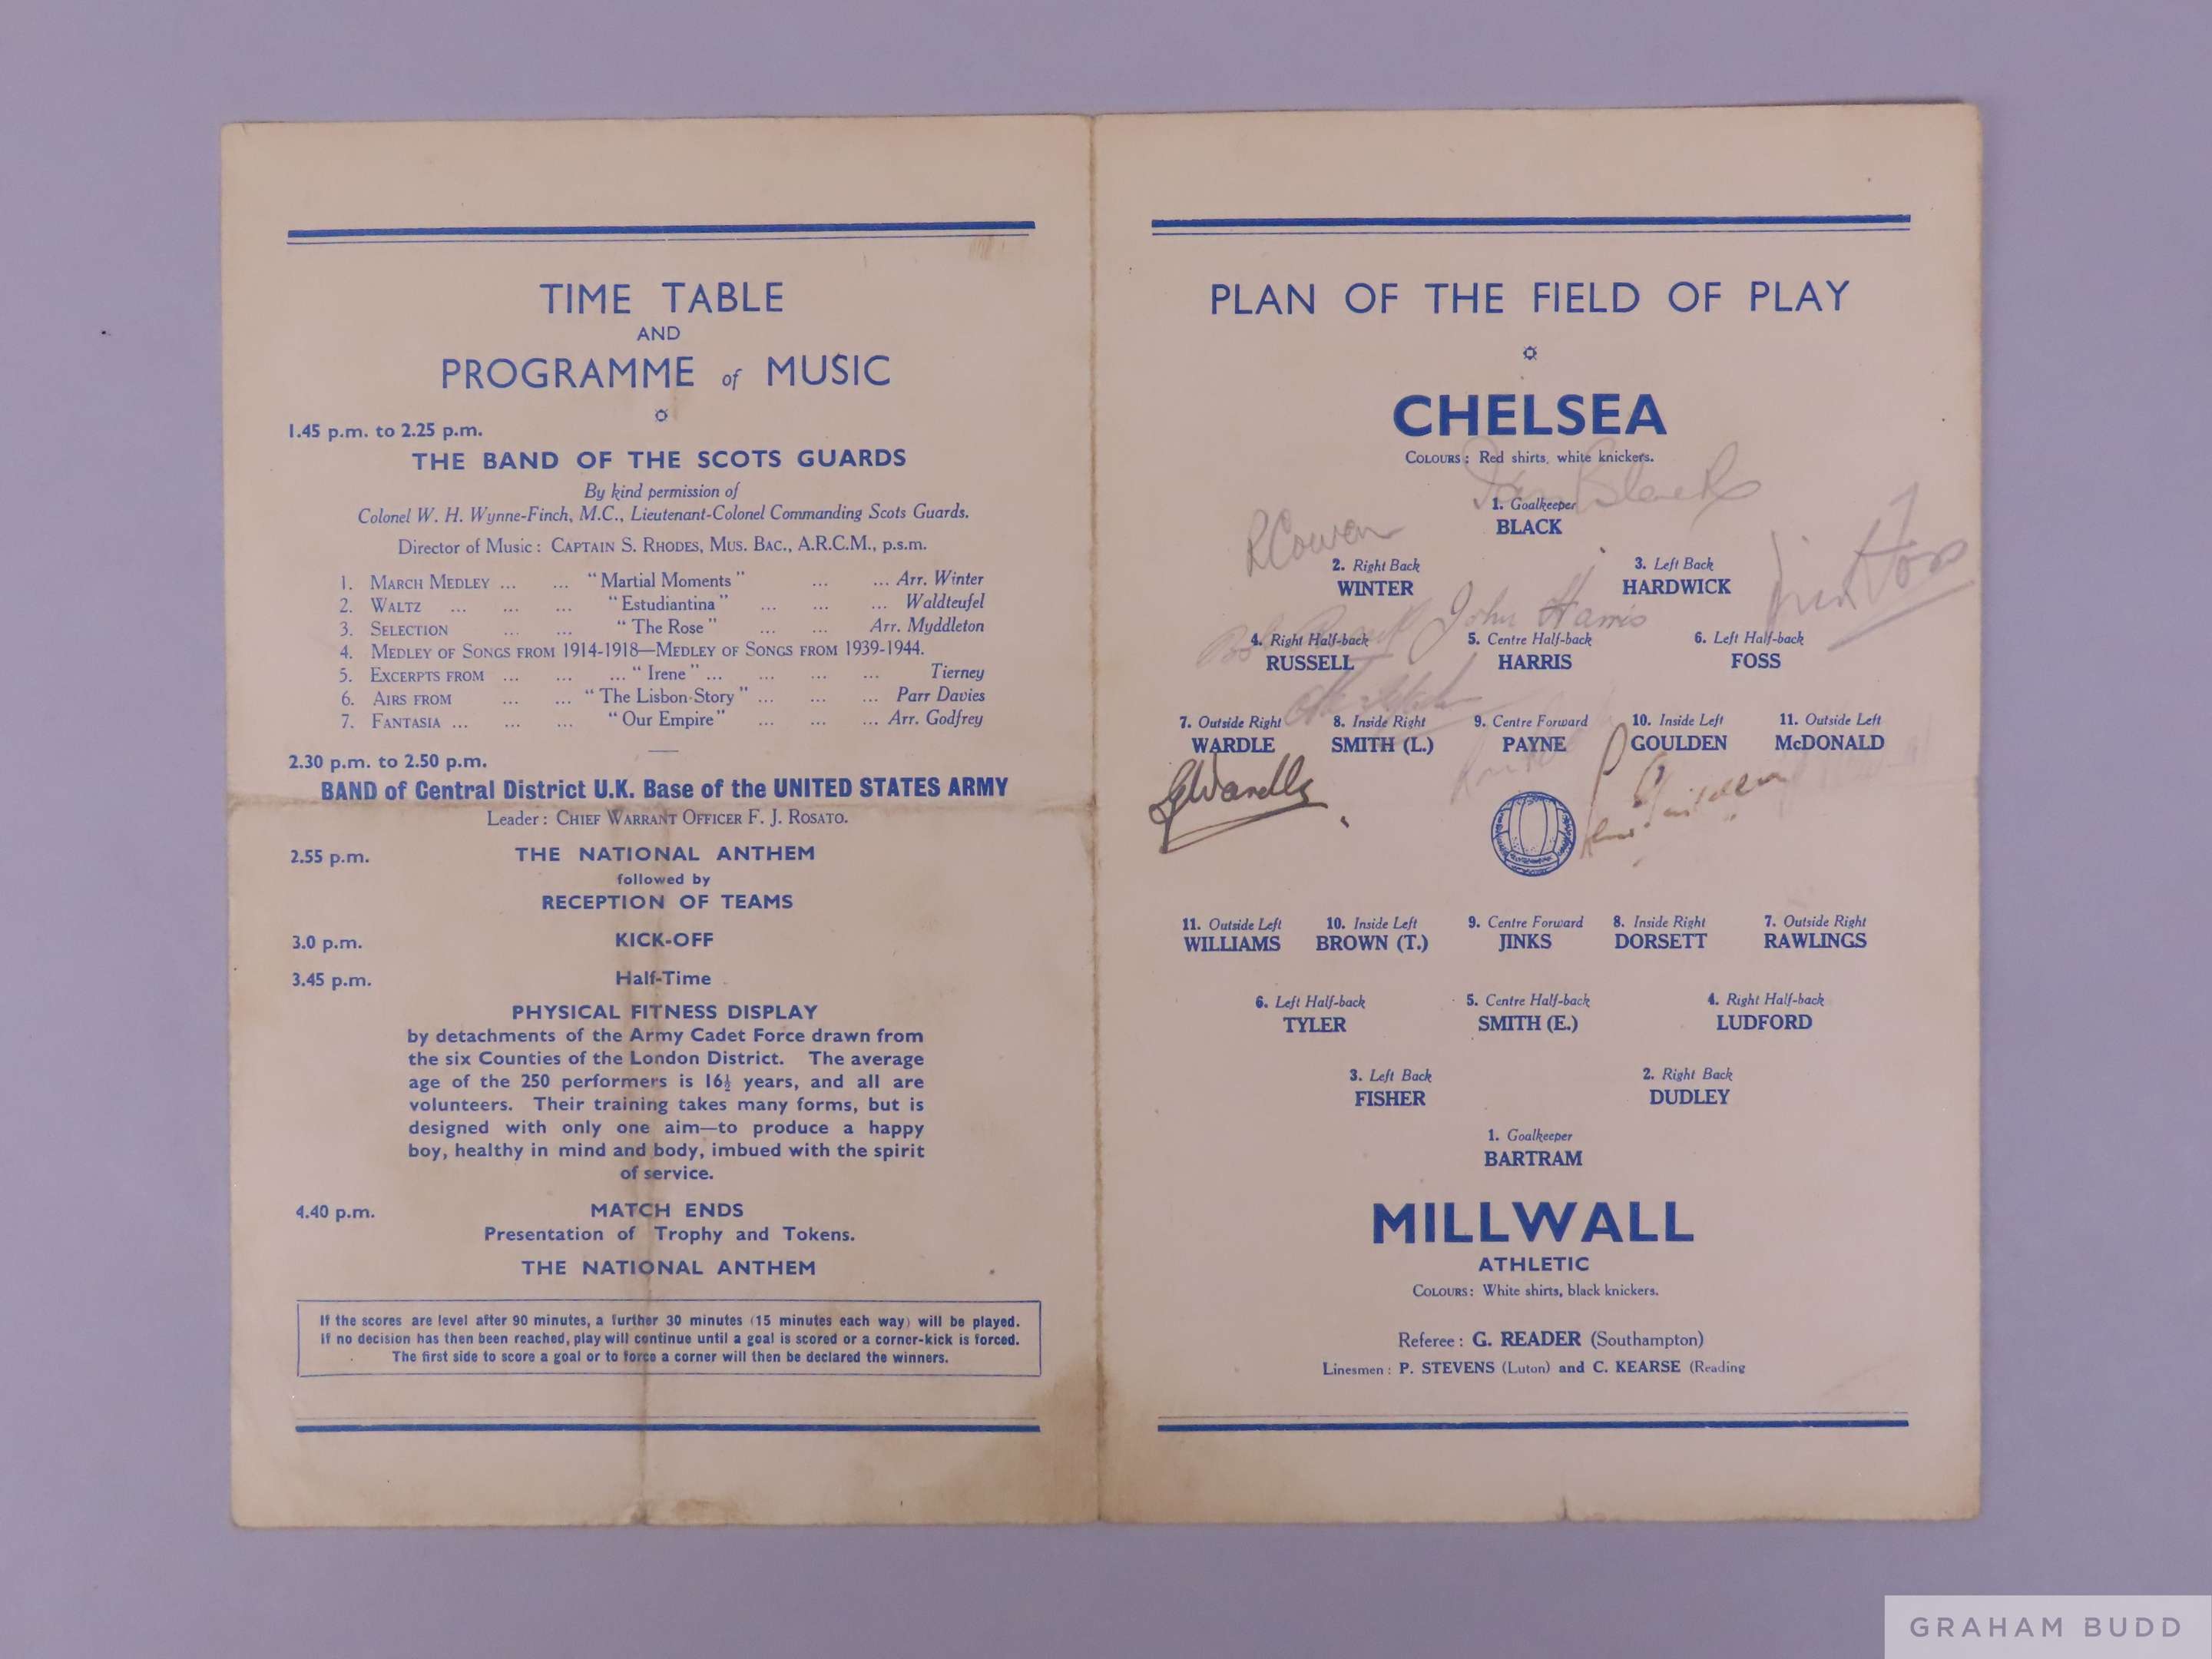 TIME TABLE
AND
PROGRAMME of MUSIC
1.45 p.m. to 2.25 p.m.
THE BAND OF THE SCOTS GUARDS
By kind permission of
Colonel W. H. Wynne-Finch, M.C., Lieutenant-Colonel Commanding Scots Guards.
Director of Music : CAPTAIN S. RHODES, MUS. BAC., A.R.C.M., p.s.m.
1. MARCH MEDLEY ... ... "Martial Moments" ... ... Arr. Winter
2. WALTZ ... ... ... "Estudiantina" ... ... ... Waldteufel
3. SELECTION ... ... "The Rose" ... ... Arr. Myddleton
4. MEDLEY OF SONGS FROM 1914-1918—MEDLEY OF SONGS FROM 1939-1944.
5. EXCERPTS FROM ... ... ... "Irene" ... ... ... ... Tierney
6. AIRS FROM ... ... "The Lisbon Story" ... ... ... Parr Davies
7. FANTASIA ... ... ... "Our Empire" ... ... ... Arr. Godfrey
2.30 p.m. to 2.50 p.m.
BAND of Central District U.K. Base of the UNITED STATES ARMY
Leader : CHIEF WARRANT OFFICER F. J. ROSATO.
2.55 p.m. THE NATIONAL ANTHEM
followed by
RECEPTION OF TEAMS
3.0 p.m. KICK-OFF
3.45 p.m. Half-Time
PHYSICAL FITNESS DISPLAY
by detachments of the Army Cadet Force drawn from
the six Counties of the London District. The average
age of the 250 performers is 16½ years, and all are
volunteers. Their training takes many forms, but is
designed with only one aim—to produce a happy
boy, healthy in mind and body, imbued with the spirit
of service.
4.40 p.m. MATCH ENDS
Presentation of Trophy and Tokens.
THE NATIONAL ANTHEM
If the scores are level after 90 minutes, a further 30 minutes (15 minutes each way) will be played.
If no decision has then been reached, play will continue until a goal is scored or a corner-kick is forced.
The first side to score a goal or to force a corner will then be declared the winners.
PLAN OF THE FIELD OF PLAY
CHELSEA
COLOURS : Red shirts, white knickers.
Black
1. Goalkeeper
BLACK
R Cowen
2. Right Back 3. Left Back
WINTER HARDWICK
Foss
John Harris
4. Right Half-back 5. Centre Half-back 6. Left Half-back
RUSSELL HARRIS FOSS
7. Outside Right 8. Inside Right 9. Centre Forward 10. Inside Left 11. Outside Left
WARDLE SMITH (L.) PAYNE GOULDEN McDONALD
G Wardle
Goulden
11. Outside Left 10. Inside Left 9. Centre Forward 8. Inside Right 7. Outside Right
WILLIAMS BROWN (T.) JINKS DORSETT RAWLINGS
6. Left Half-back 5. Centre Half-back 4. Right Half-back
TYLER SMITH (E.) LUDFORD
3. Left Back 2. Right Back
FISHER DUDLEY
1. Goalkeeper
BARTRAM
MILLWALL
ATHLETIC
COLOURS : White shirts, black knickers.
Referee : G. READER (Southampton)
Linesmen : P. STEVENS (Luton) and C. KEARSE (Reading
GRAHAM BUDD